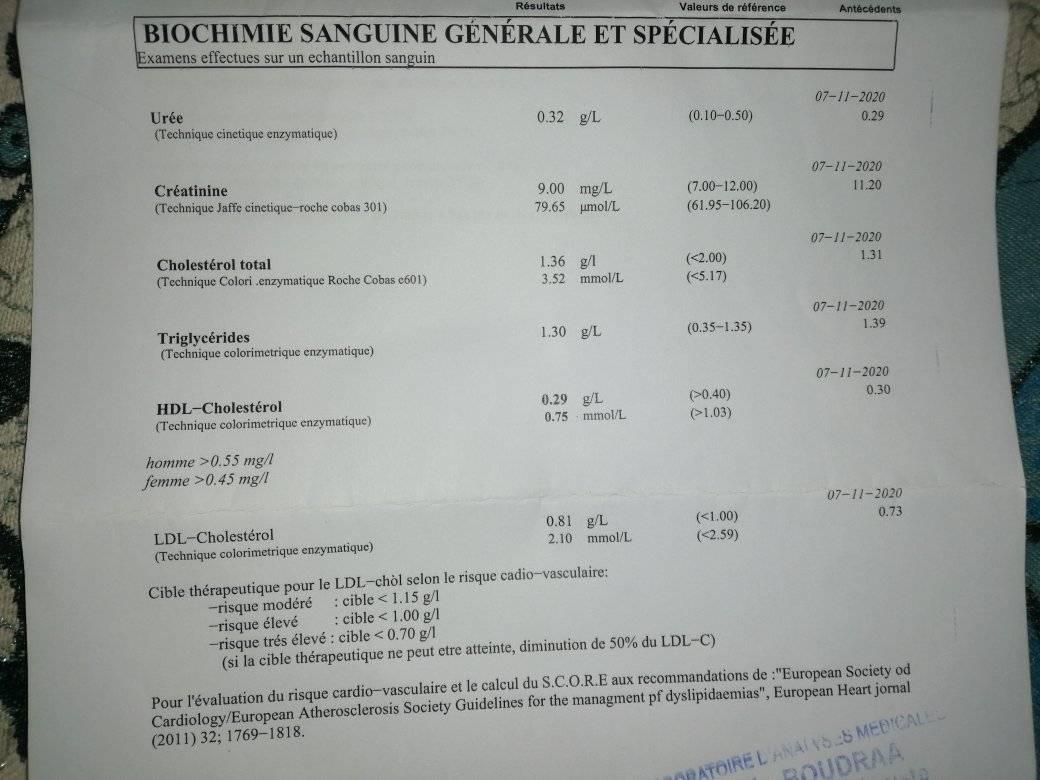 Résultats Valeurs de référence Antécédents
BIOCHIMIE SANGUINE GÉNÉRALE ET SPÉCIALISÉE
Examens effectues sur un echantillon sanguin
07-11-2020
Urée 0.32 g/L (0.10-0.50) 0.29
(Technique cinetique enzymatique)
07-11-2020
Créatinine 9.00 mg/L (7.00-12.00) 11.20
(Technique Jaffe cinetique-roche cobas 301) 79.65 µmol/L (61.95-106.20)
07-11-2020
Cholestérol total 1.36 g/l (<2.00) 1.31
(Technique Colori .enzymatique Roche Cobas e601) 3.52 mmol/L (<5.17)
07-11-2020
Triglycérides 1.30 g/L (0.35-1.35) 1.39
(Technique colorimetrique enzymatique)
07-11-2020
HDL-Cholestérol 0.29 g/L (>0.40) 0.30
(Technique colorimetrique enzymatique) 0.75 mmol/L (>1.03)
homme >0.55 mg/l
femme >0.45 mg/l
07-11-2020
LDL-Cholestérol 0.81 g/L (<1.00) 0.73
(Technique colorimetrique enzymatique) 2.10 mmol/L (<2.59)
Cible thérapeutique pour le LDL-chòl selon le risque cadio-vasculaire:
-risque modéré : cible < 1.15 g/l
-risque élevé : cible < 1.00 g/l
-risque trés élevé : cible < 0.70 g/l
(si la cible thérapeutique ne peut etre atteinte, diminution de 50% du LDL-C)
Pour l'évaluation du risque cardio-vasculaire et le calcul du S.C.O.R.E aux recommandations de :"European Society od
Cardiology/European Atherosclerosis Society Guidelines for the managment pf dyslipidaemias", European Heart jornal
(2011) 32; 1769-1818.
BOUDRAA